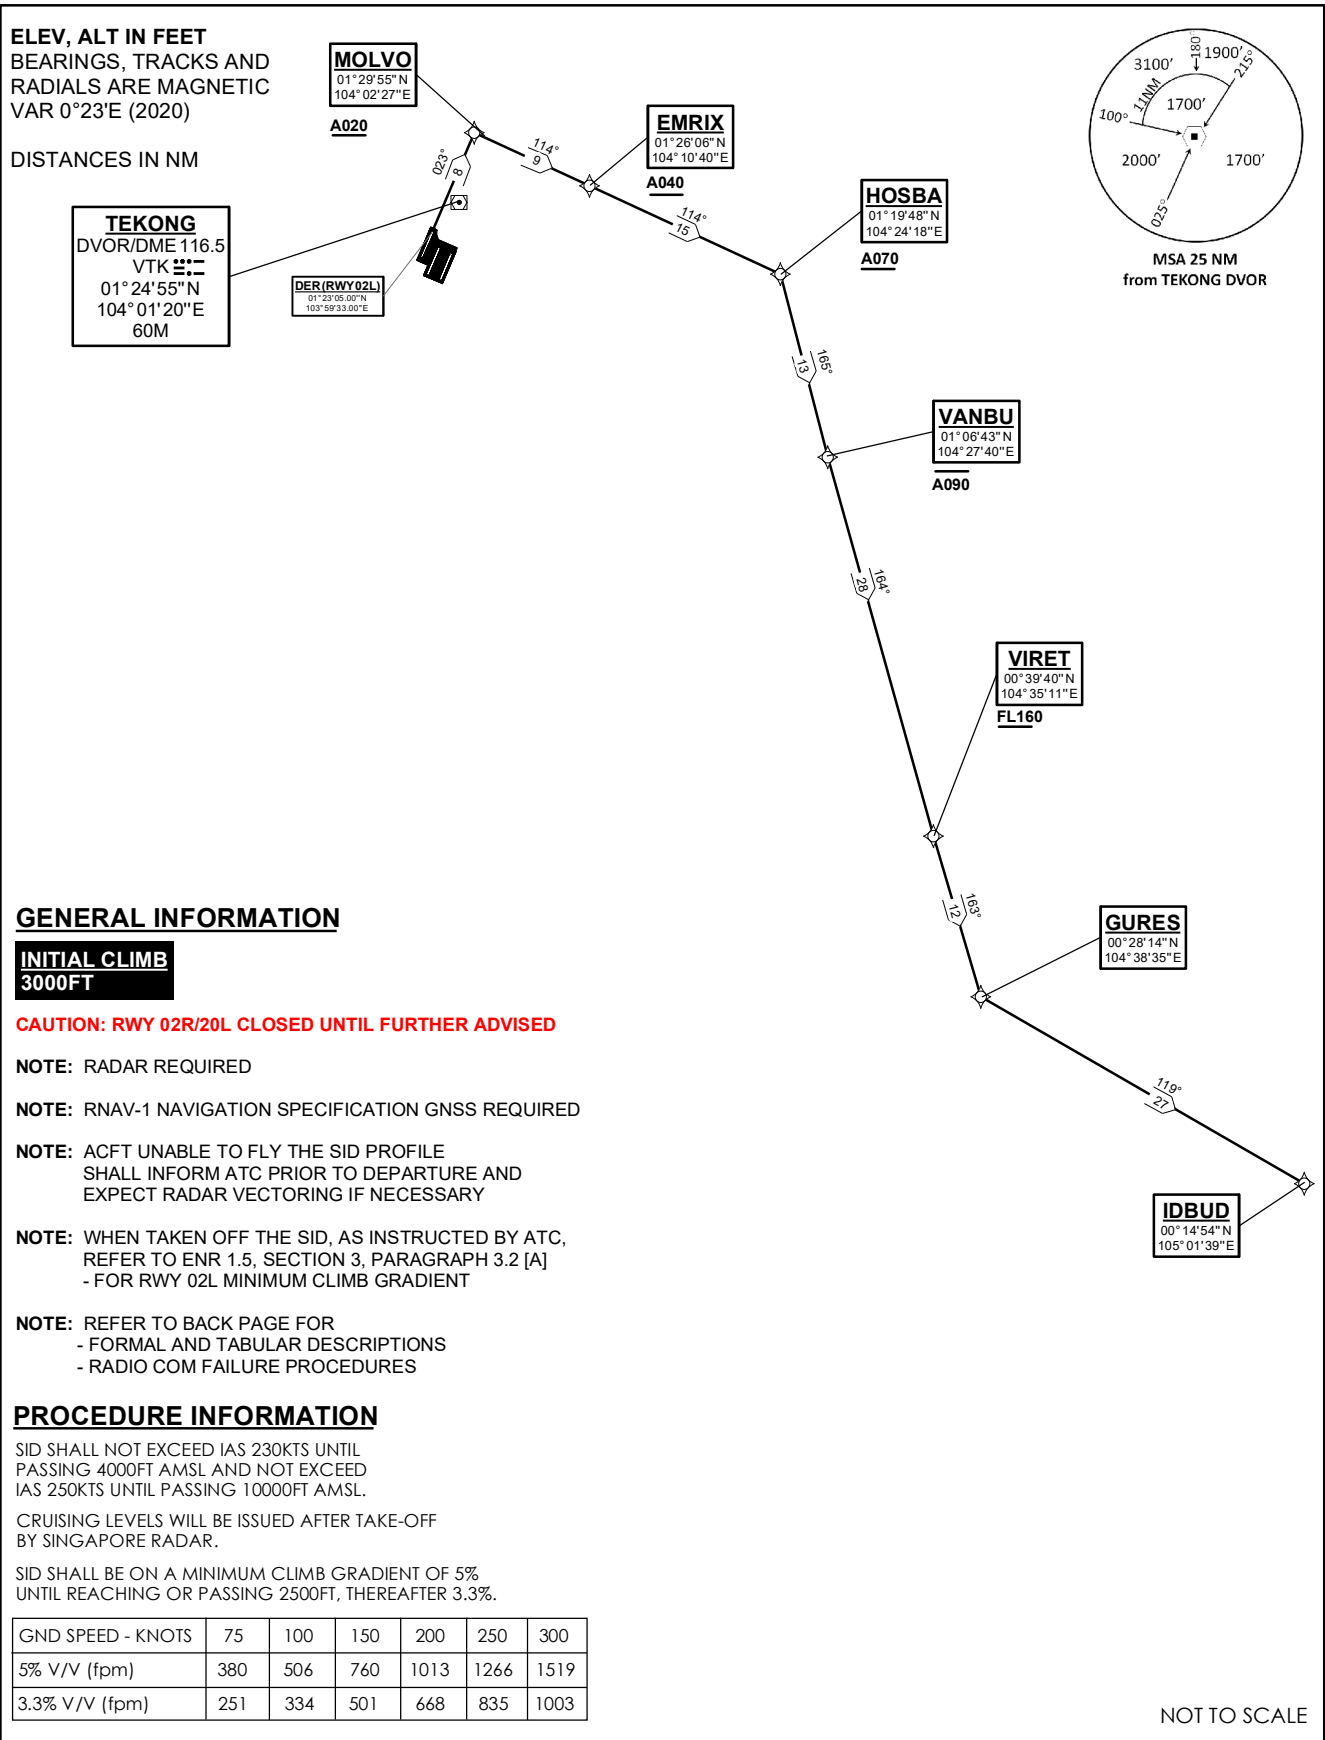 ELEV, ALT IN FEET
BEARINGS, TRACKS AND
RADIALS ARE MAGNETIC
VAR 0°23'E (2020)
DISTANCES IN NM
MOLVO
01°29'55"N
104°02'27"E
A020
EMRIX
01°26'06"N
104°10'40"E
A040
HOSBA
01°19'48"N
104°24'18"E
A070
180°
1900'
215°
3100'
11NM
1700'
100°
2000'
1700'
025°
MSA 25 NM
from TEKONG DVOR
023°
8
114°
9
114°
15
TEKONG
DVOR/DME 116.5
VTK
01°24'55"N
104°01'20"E
60M
DER(RWY02L)
01°23'05.00"N
103°59'33.00"E
165°
13
VANBU
01°06'43"N
104°27'40"E
A090
164°
28
VIRET
00°39'40"N
104°35'11"E
FL160
163°
12
GURES
00°28'14"N
104°38'35"E
119°
27
IDBUD
00°14'54"N
105°01'39"E
GENERAL INFORMATION
INITIAL CLIMB
3000FT
CAUTION: RWY 02R/20L CLOSED UNTIL FURTHER ADVISED
NOTE: RADAR REQUIRED
NOTE: RNAV-1 NAVIGATION SPECIFICATION GNSS REQUIRED
NOTE: ACFT UNABLE TO FLY THE SID PROFILE
SHALL INFORM ATC PRIOR TO DEPARTURE AND
EXPECT RADAR VECTORING IF NECESSARY
NOTE: WHEN TAKEN OFF THE SID, AS INSTRUCTED BY ATC,
REFER TO ENR 1.5, SECTION 3, PARAGRAPH 3.2 [A]
- FOR RWY 02L MINIMUM CLIMB GRADIENT
NOTE: REFER TO BACK PAGE FOR
- FORMAL AND TABULAR DESCRIPTIONS
- RADIO COM FAILURE PROCEDURES
PROCEDURE INFORMATION
SID SHALL NOT EXCEED IAS 230KTS UNTIL
PASSING 4000FT AMSL AND NOT EXCEED
IAS 250KTS UNTIL PASSING 10000FT AMSL.
CRUISING LEVELS WILL BE ISSUED AFTER TAKE-OFF
BY SINGAPORE RADAR.
SID SHALL BE ON A MINIMUM CLIMB GRADIENT OF 5%
UNTIL REACHING OR PASSING 2500FT, THEREAFTER 3.3%.
GND SPEED - KNOTS 75 100 150 200 250 300
5% V/V (fpm) 380 506 760 1013 1266 1519
3.3% V/V (fpm) 251 334 501 668 835 1003
NOT TO SCALE